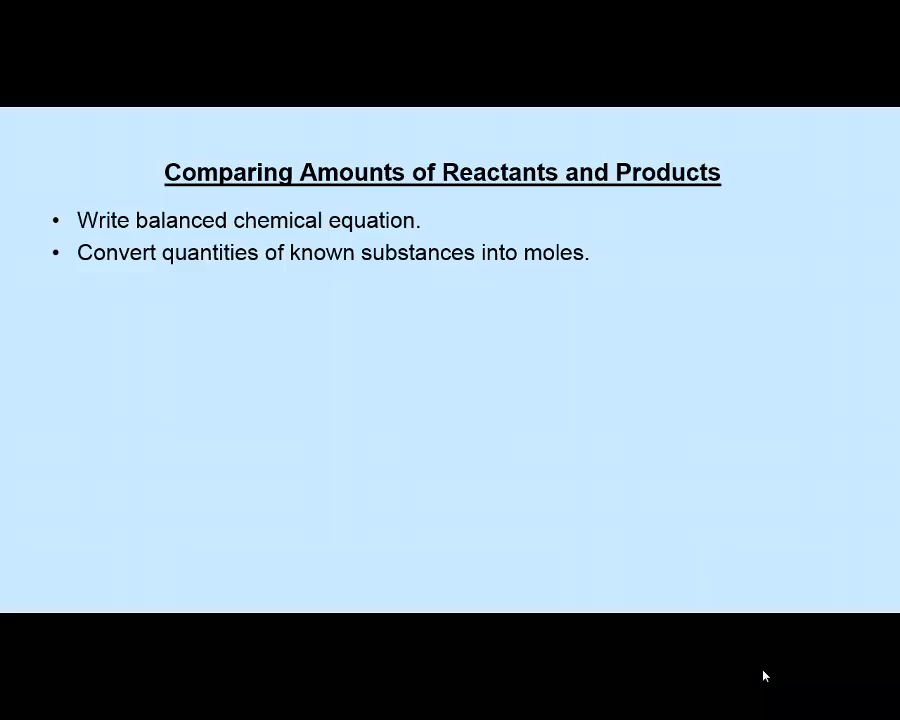 Comparing Amounts of Reactants and Products
• Write balanced chemical equation.
• Convert quantities of known substances into moles.